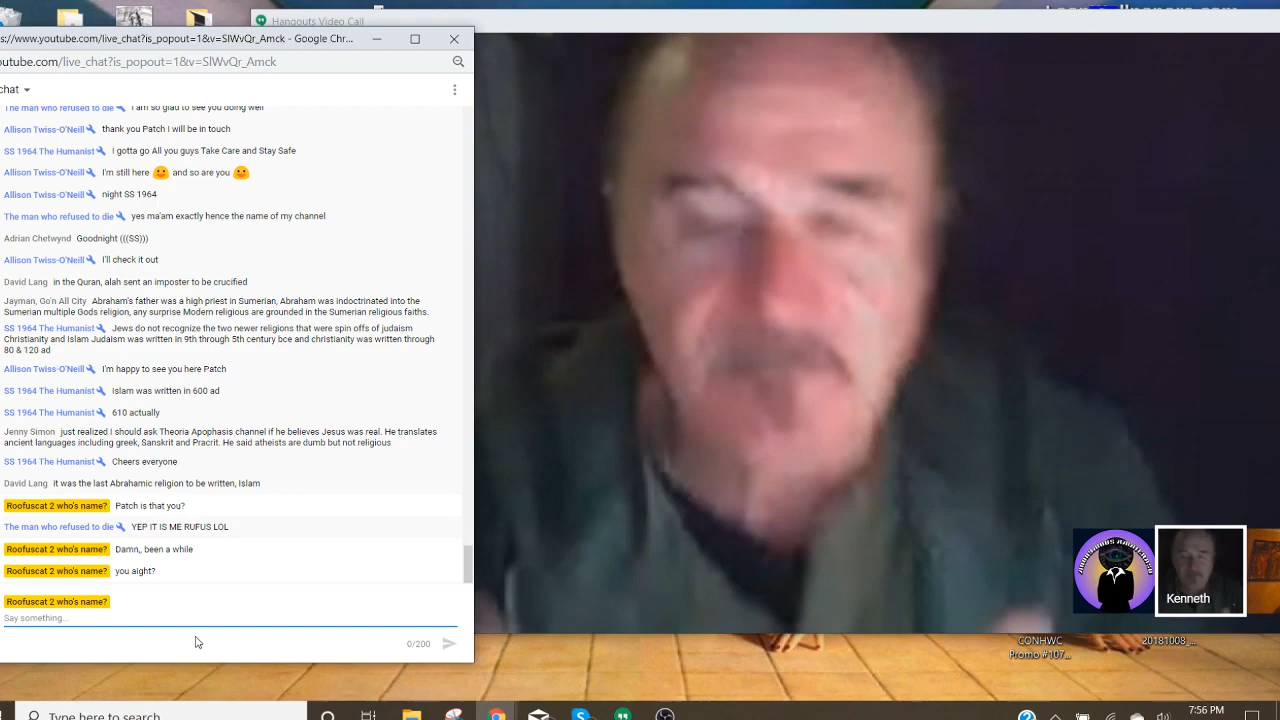 Hangouts Video Call
s://www.youtube.com/live_chat?is_popout=1&v=SlWvQr_Amck - Google Chr...
outube.com/live_chat?is_popout=1&v=SlWvQr_Amck
chat
The man who refused to die I am so glad to see you doing well
Allison Twiss-O'Neill thank you Patch I will be in touch
SS 1964 The Humanist I gotta go All you guys Take Care and Stay Safe
Allison Twiss-O'Neill I'm still here and so are you
Allison Twiss-O'Neill night SS 1964
The man who refused to die yes ma'am exactly hence the name of my channel
Adrian Chetwynd Goodnight (((SS)))
Allison Twiss-O'Neill I'll check it out
David Lang in the Quran, alah sent an imposter to be crucified
Jayman, Go'n All City Abraham's father was a high priest in Sumerian, Abraham was indoctrinated into the
Sumerian multiple Gods religion, any surprise Modern religious are grounded in the Sumerian religious faiths.
SS 1964 The Humanist Jews do not recognize the two newer religions that were spin offs of judaism
Christianity and Islam Judaism was written in 9th through 5th century bce and christianity was written through
80 & 120 ad
Allison Twiss-O'Neill I'm happy to see you here Patch
SS 1964 The Humanist Islam was written in 600 ad
SS 1964 The Humanist 610 actually
Jenny Simon just realized I should ask Theoria Apophasis channel if he believes Jesus was real. He translates
ancient languages including greek, Sanskrit and Pracrit. He said atheists are dumb but not religious
SS 1964 The Humanist Cheers everyone
David Lang it was the last Abrahamic religion to be written, Islam
Roofuscat 2 who's name? Patch is that you?
The man who refused to die YEP IT IS ME RUFUS LOL
Roofuscat 2 who's name? Damn,, been a while
Roofuscat 2 who's name? you aight?
Roofuscat 2 who's name?
Say something...
0/200
Kenneth
CONHWC
Promo #107...
20181008_...
Type here to search
7:56 PM